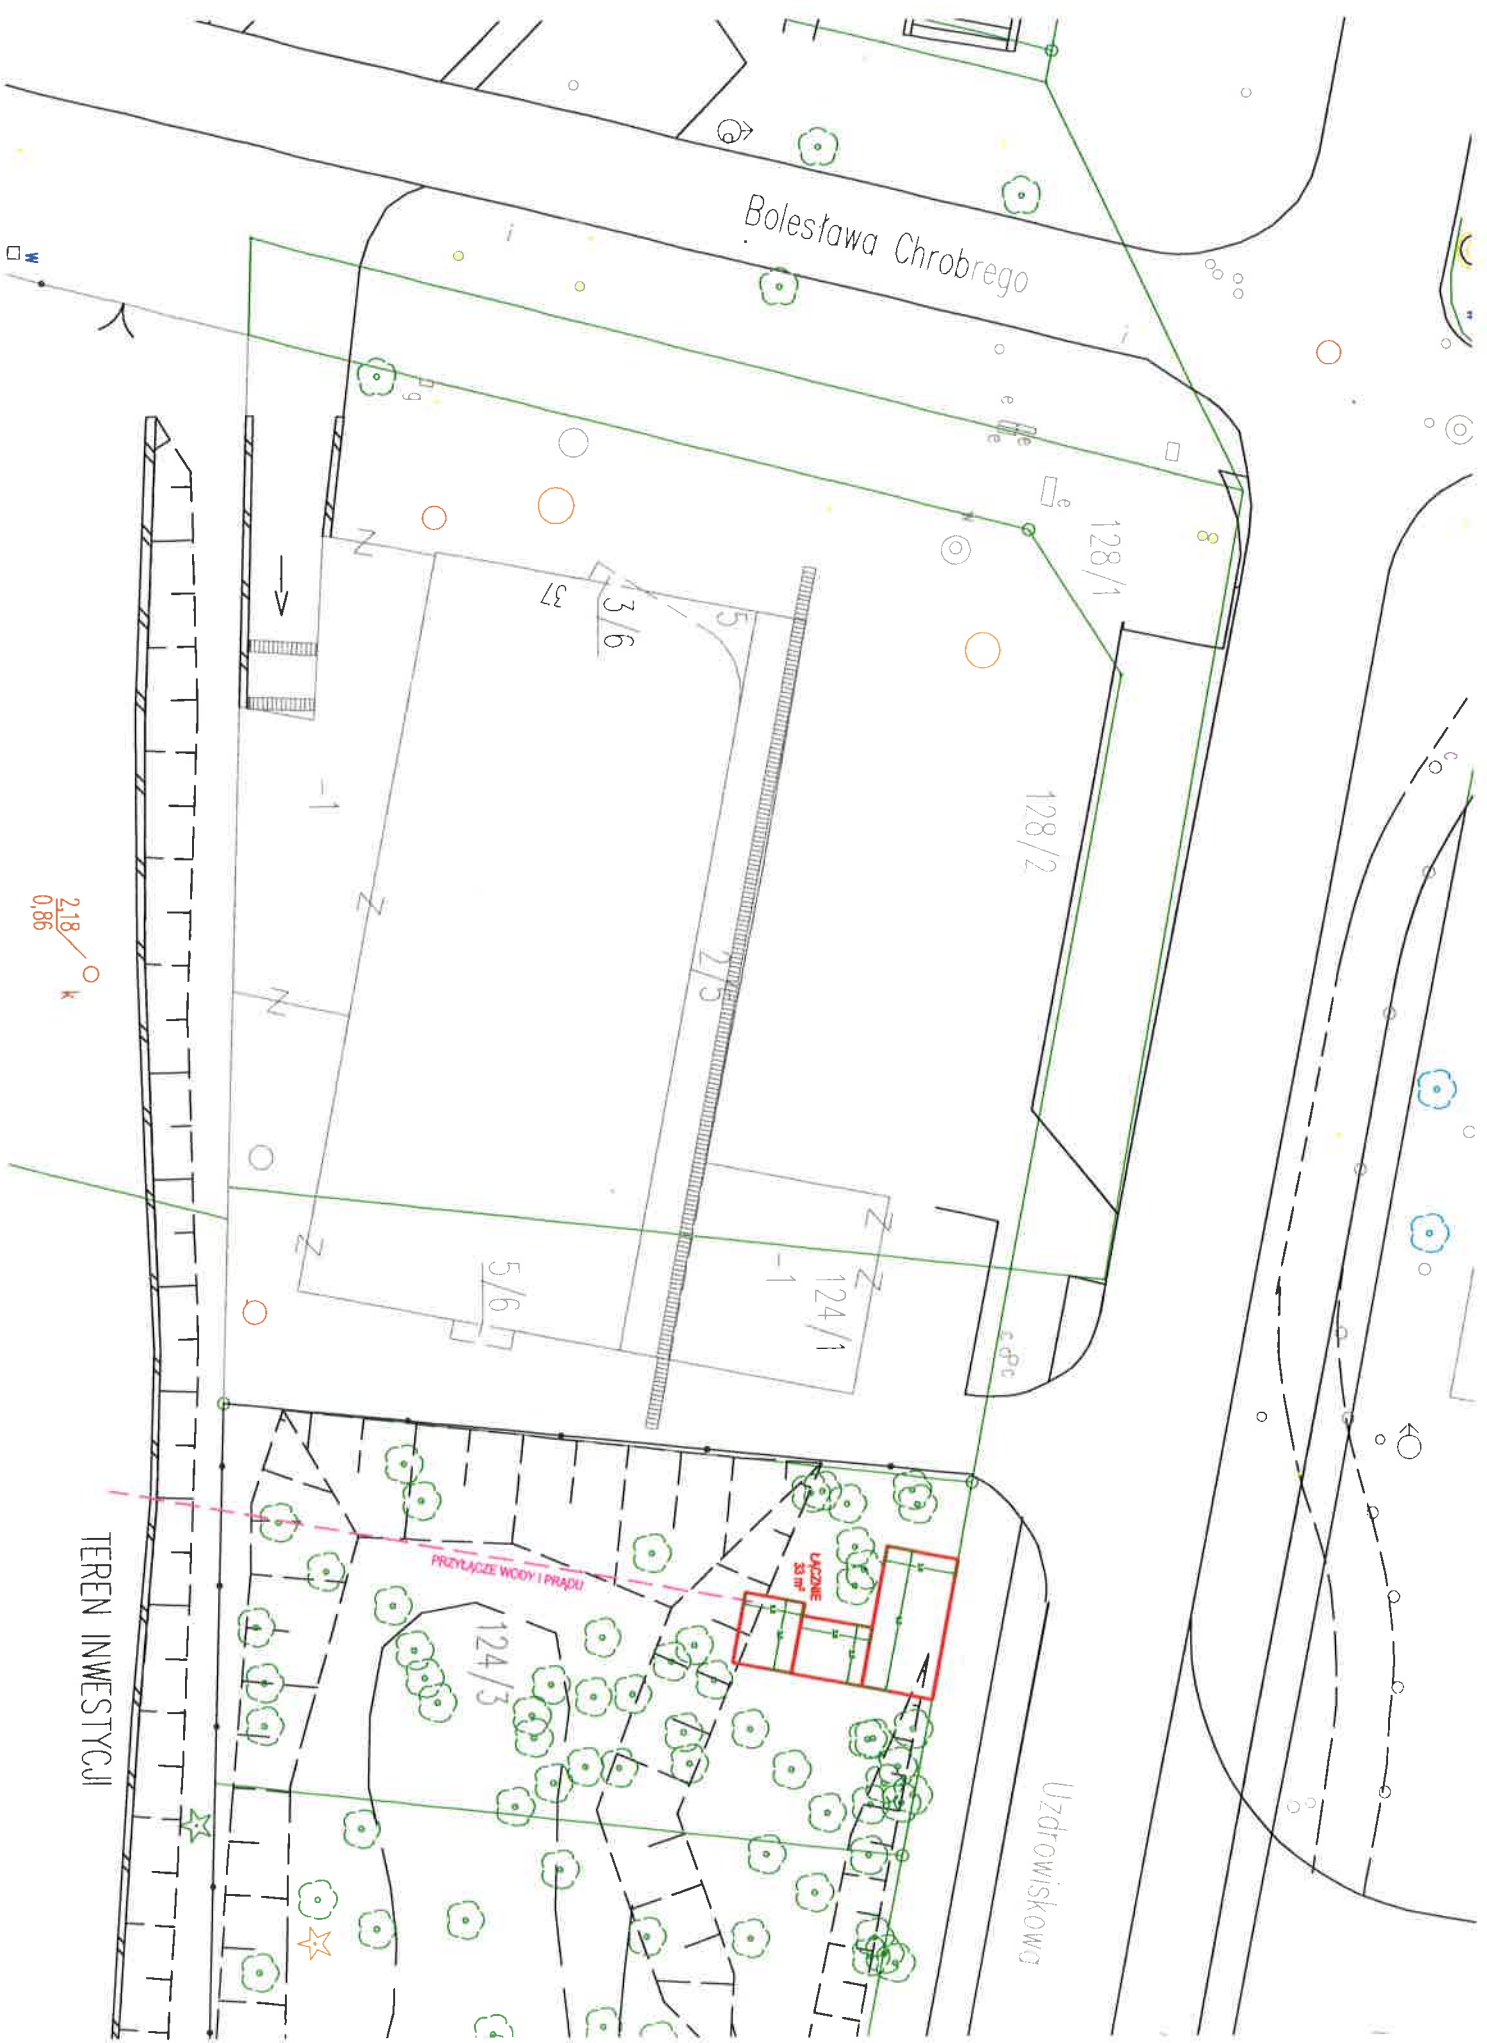 Bolesława Chrobrego
i
i
w
g
e
e
e
e
w
128/1
8
37
3/6
5
128/2
-1
2/5
c
2,18
0,86
k
5/6
-1
124/1
c
c
ŁĄCZNIE
33 m²
PRZYŁĄCZE WODY I PRĄDU
124/3
TEREN INWESTYCJI
Uzdrowiskowa